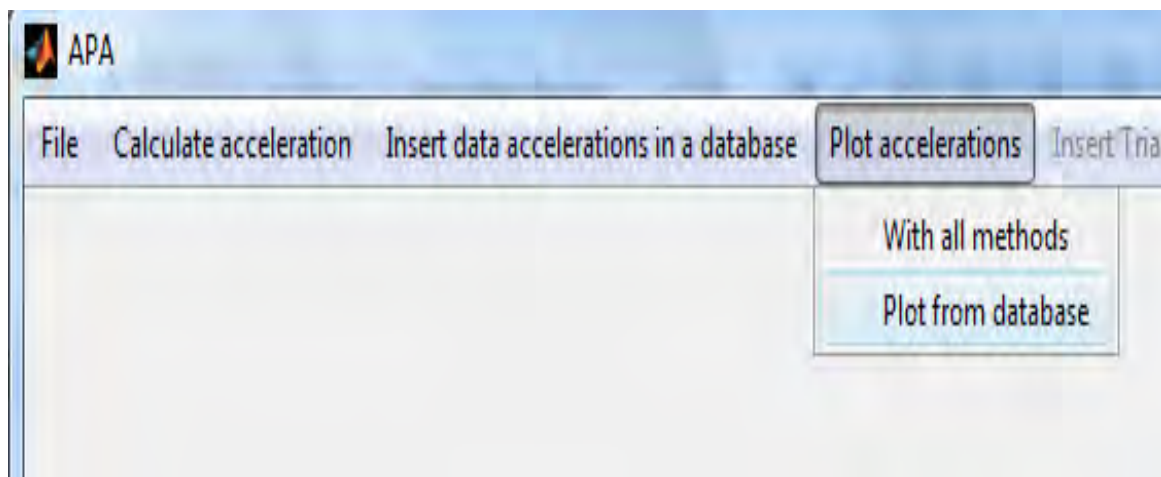 APA
File Calculate acceleration Insert data accelerations in a database Plot accelerations Insert Tria
With all methods
Plot from database